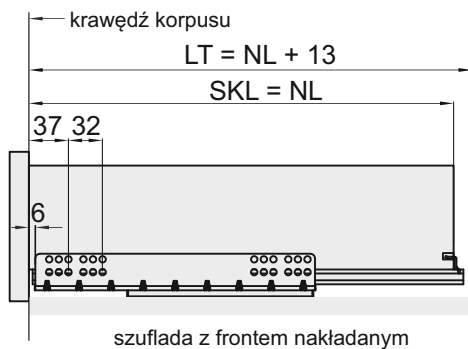 krawędź korpusu
LT = NL + 13
SKL = NL
37 32
6
szuflada z frontem nakładanym